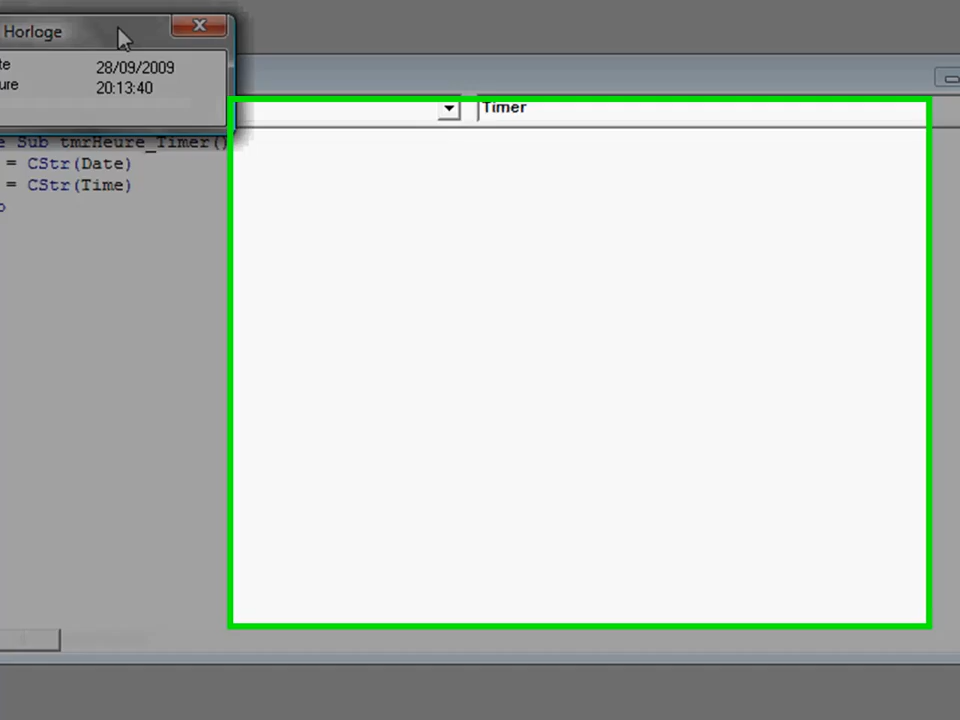 Horloge
te 28/09/2009
ure 20:13:40
Timer
e Sub tmrHeure_Timer()
= CStr(Date)
= CStr(Time)